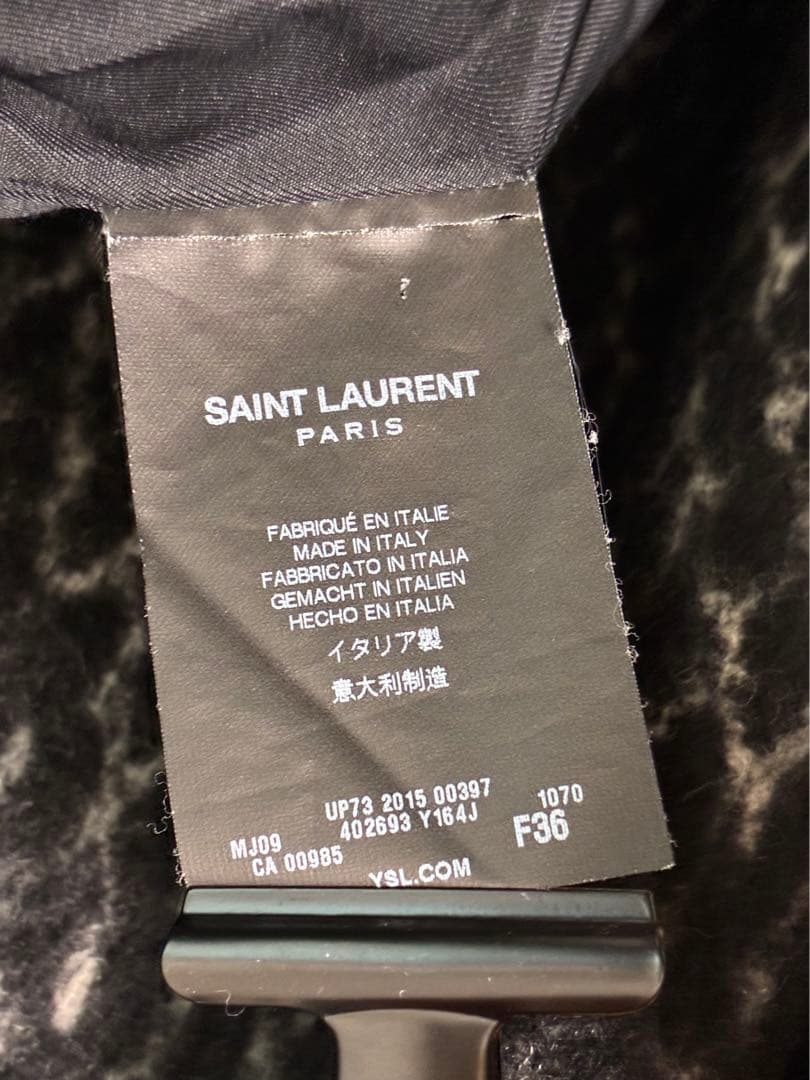 SAINT LAURENT
PARIS
FABRIQUÉ EN ITALIE
MADE IN ITALY
FABBRICATO IN ITALIA
GEMACHT IN ITALIEN
HECHO EN ITALIA
イタリア製
意大利制造
UP73 2015 00397 1070
MJ09 402693 Y164J F36
CA 00985 YSL.COM